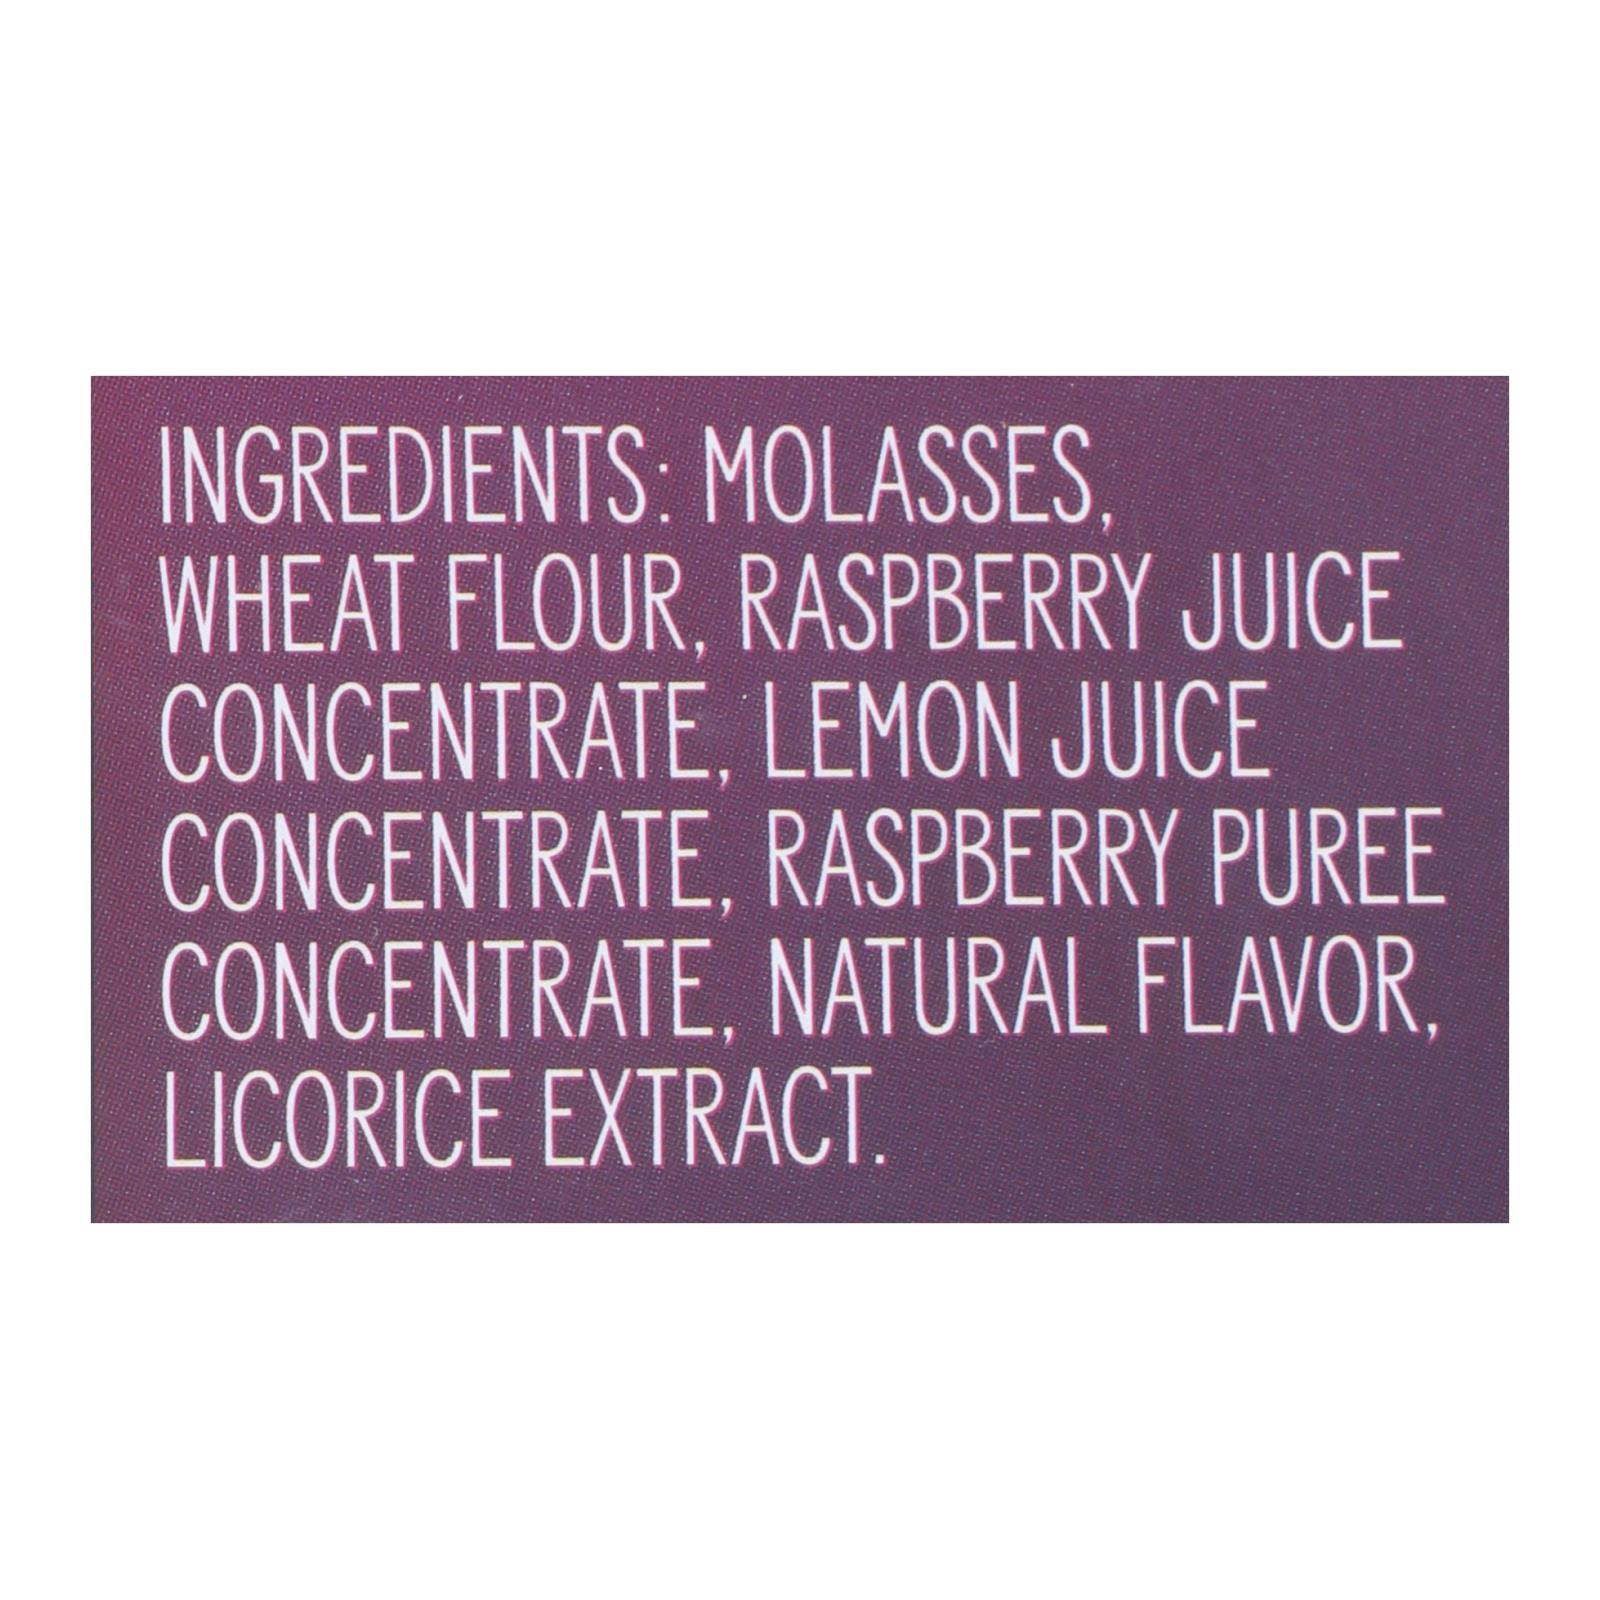 INGREDIENTS: MOLASSES,
WHEAT FLOUR, RASPBERRY JUICE
CONCENTRATE, LEMON JUICE
CONCENTRATE, RASPBERRY PUREE
CONCENTRATE, NATURAL FLAVOR,
LICORICE EXTRACT.